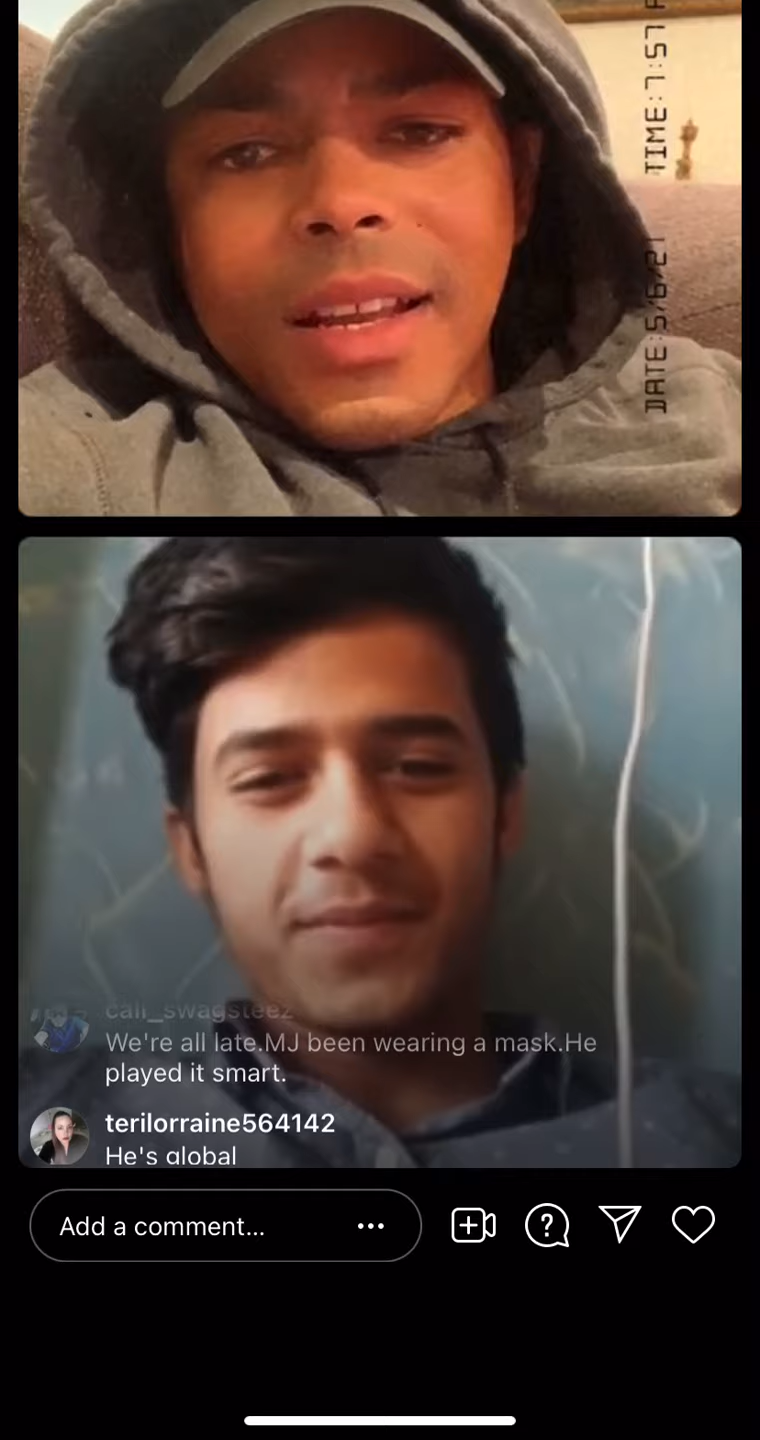 TIME:7:57
DATE:5/6/21
cali_swagsteez
We're all late.MJ been wearing a mask.He
played it smart.
terilorraine564142
He's global
Add a comment...